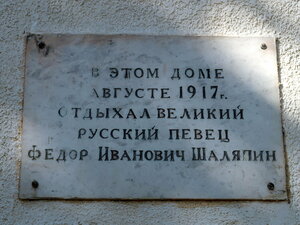 В ЭТОМ ДОМЕ
АВГУСТЕ 1917г.
ОТДЫХАЛ ВЕЛИКИЙ
РУССКИЙ ПЕВЕЦ
ФЕДОР ИВАНОВИЧ ШАЛЯПИН